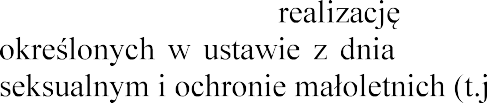 realizację
określonych w ustawie z dnia
seksualnym i ochronie małoletnich (t.j